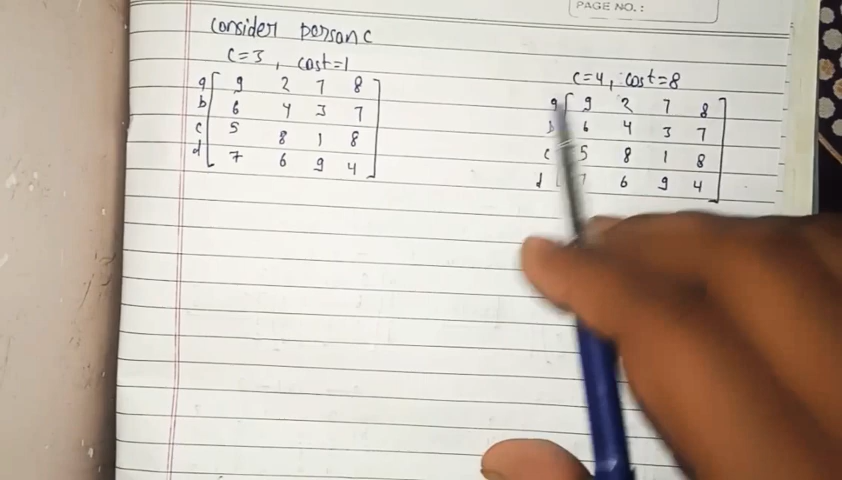 PAGE NO.:
consider person c
c=3, cost=1
a 9 2 7 8
b 6 4 3 7
c 5 8 1 8
d 7 6 9 4
c=4, cost=8
a 9 2 7 8
b 6 4 3 7
c 5 8 1 8
d 7 6 9 4